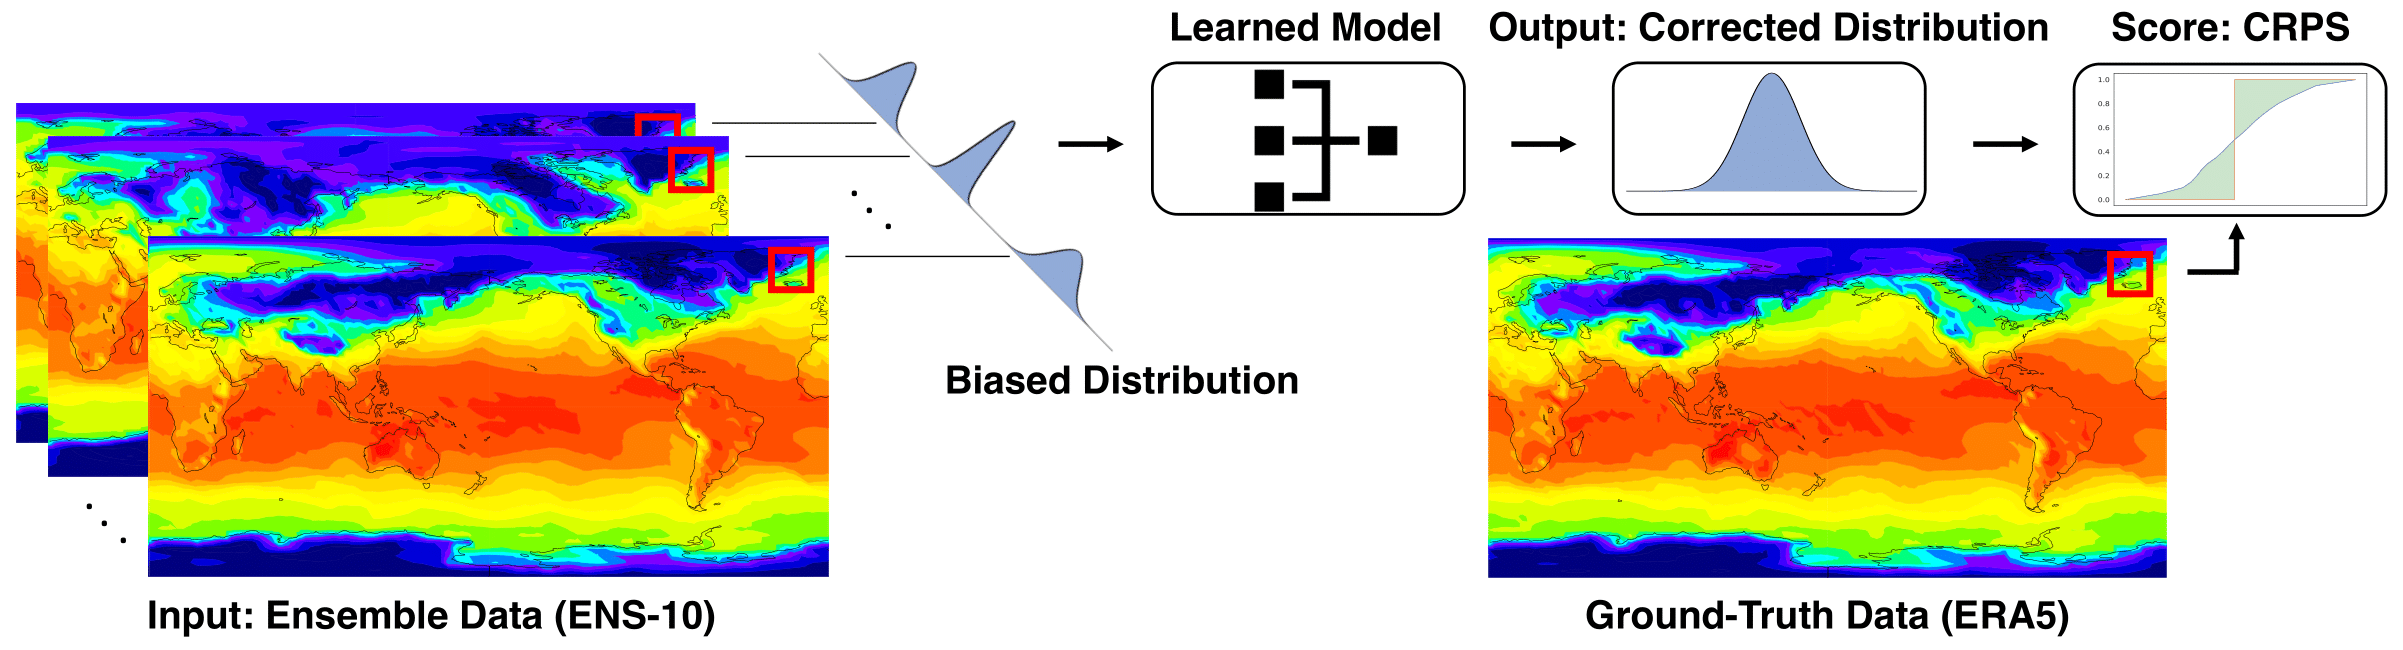 Learned Model
Output: Corrected Distribution
Score: CRPS
1.0
0.8
0.6
0.4
0.2
0.0
Biased Distribution
Input: Ensemble Data (ENS-10)
Ground-Truth Data (ERA5)